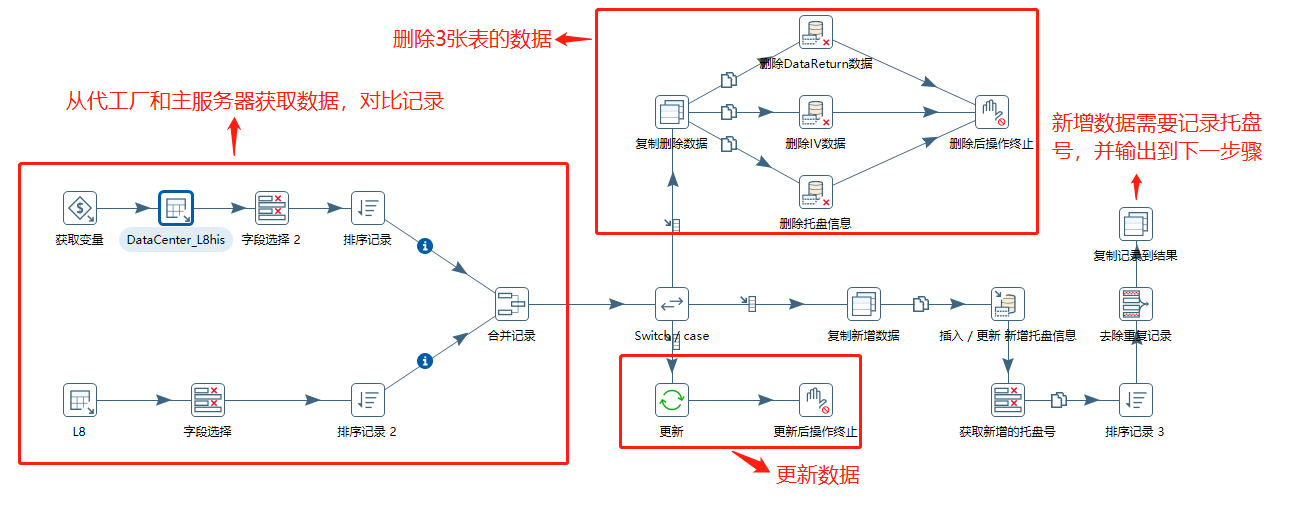 删除3张表的数据
删除DataReturn数据
从代工厂和主服务器获取数据，对比记录
复制删除数据
删除IV数据
删除后操作终止
新增数据需要记录托盘
号，并输出到下一步骤
删除托盘信息
获取变量
DataCenter_L8his
字段选择 2
排序记录
复制记录到结果
合并记录
Switch / case
复制新增数据
插入 / 更新 新增托盘信息
去除重复记录
L8
字段选择
排序记录 2
更新
更新后操作终止
获取新增的托盘号
排序记录 3
更新数据